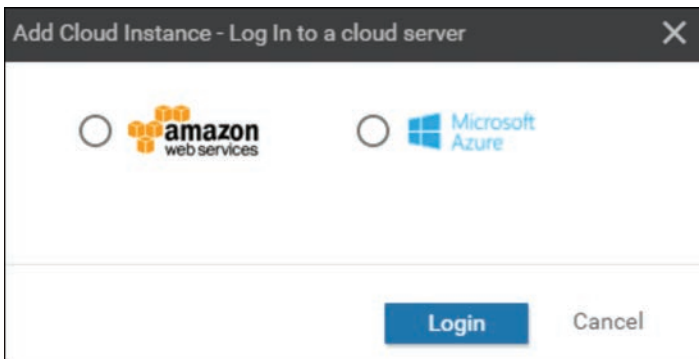 Add Cloud Instance - Log In to a cloud server
amazon
web services
Microsoft
Azure
Login
Cancel